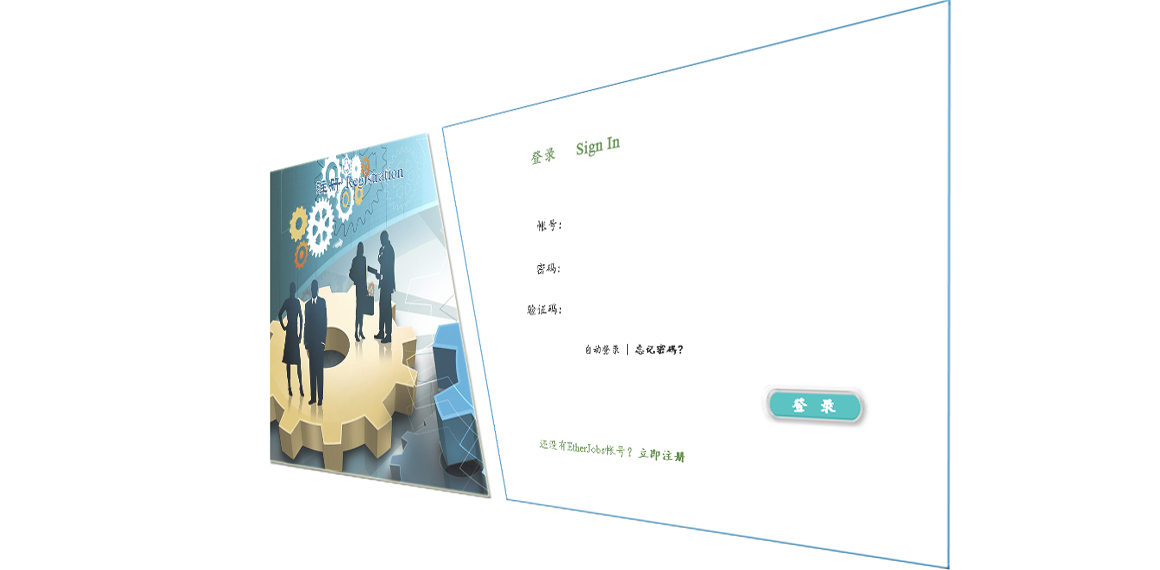 注册 Registration
登录 Sign In
帐号:
密码:
验证码:
自动登录 | 忘记密码?
登 录
还没有EtherJobs帐号? 立即注册